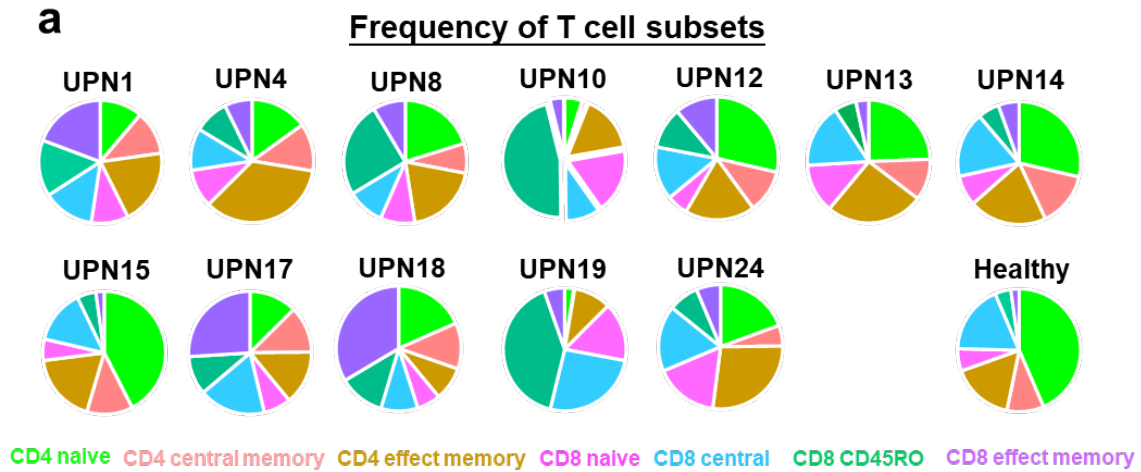 a
Frequency of T cell subsets
UPN1 UPN4 UPN8 UPN10 UPN12 UPN13 UPN14
UPN15 UPN17 UPN18 UPN19 UPN24 Healthy
CD4 naive CD4 central memory CD4 effect memory CD8 naive CD8 central CD8 CD45RO CD8 effect memory